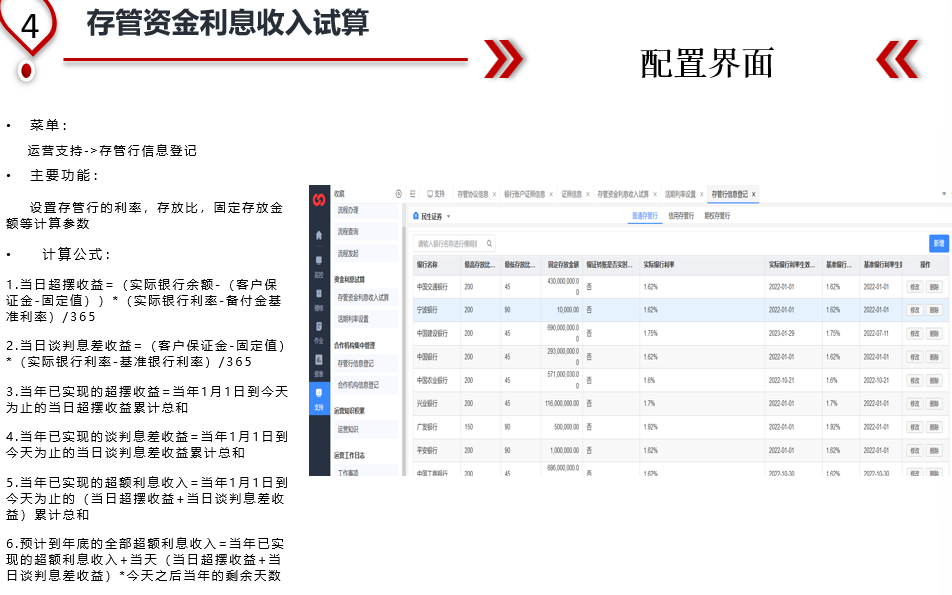 4
存管资金利息收入试算
配置界面
• 菜单：
运营支持->存管行信息登记
• 主要功能：
设置存管行的利率，存放比，固定存放金
额等计算参数
• 计算公式：
1.当日超摆收益=（实际银行余额-（客户保
证金-固定值））*（实际银行利率-备付金基
准利率）/365
2.当日谈判息差收益=（客户保证金-固定值）
*（实际银行利率-基准银行利率）/365
3.当年已实现的超摆收益=当年1月1日到今天
为止的当日超摆收益累计总和
4.当年已实现的谈判息差收益=当年1月1日到
今天为止的当日谈判息差收益累计总和
5.当年已实现的超额利息收入=当年1月1日到
今天为止的（当日超摆收益+当日谈判息差收
益）累计总和
6.预计到年底的全部超额利息收入=当年已实
现的超额利息收入+当天（当日超摆收益+当
日谈判息差收益）*今天之后当年的剩余天数
收藏
流程办理
流程查询
流程发起
资金利息试算
存管资金利息收入试算
活期利率设置
合作机构集中管理
存管行信息登记
合作机构信息登记
运营知识积累
运营知识
运营工作日志
工作事项
支持
支持 存管协议信息 × 银行账户证照信息 × 证照信息 × 存管资金利息收入试算 × 活期利率设置 × 存管行信息登记 ×
民生证券
普通存管行 信用存管行 期权存管行
新增
银行名称 最高存放比... 最低存放比... 固定存放金额 实际银行利率 实际银行利率生效... 基准银行... 操作
中国交通银行 200 45 430,000,000.00 否 1.62% 2022-01-01 1.62% 2022-01-01 修改 删除
宁波银行 200 90 10,000.00 否 1.62% 2022-01-01 1.62% 2022-01-01 修改 删除
中国建设银行 200 45 690,000,000.00 否 1.75% 2023-01-29 1.75% 2022-07-11 修改 删除
中国银行 200 45 293,000,000.00 否 1.62% 2022-01-01 1.62% 2022-01-01 修改 删除
中国农业银行 200 45 571,000,030.00 否 1.6% 2022-10-21 1.6% 2022-10-21 修改 删除
兴业银行 200 45 116,000,000.00 否 1.7% 2022-01-01 1.7% 2022-01-01 修改 删除
广发银行 150 90 500,000.00 否 1.92% 2022-01-01 1.92% 2022-01-01 修改 删除
平安银行 200 90 1,000,000.00 否 1.62% 2022-01-01 1.62% 2022-01-01 修改 删除
中国工商银行 200 45 686,000,000.0 否 1.62% 2022-10-30 1.62% 2022-10-30 修改 删除